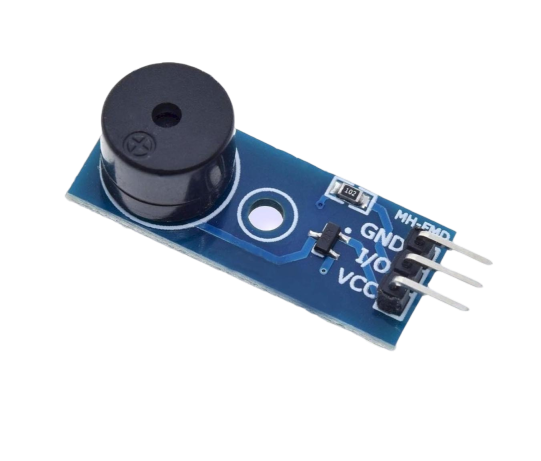 102
MH-FMD
GND
I/O
VCC